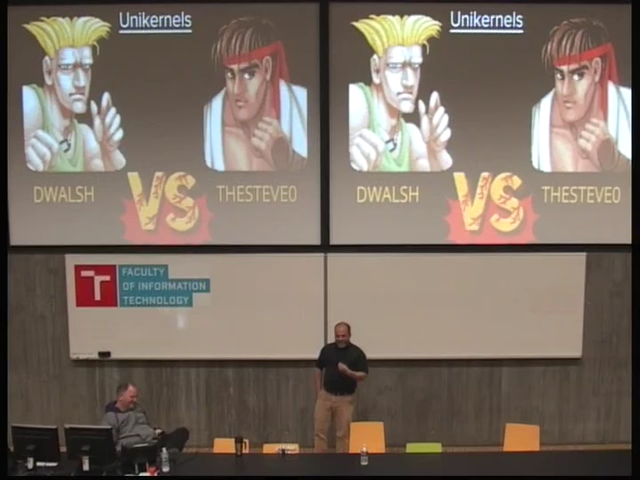 Unikernels
DWALSH VS THESTEVE0
Unikernels
DWALSH VS THESTEVE0
T FACULTY
OF INFORMATION
TECHNOLOGY